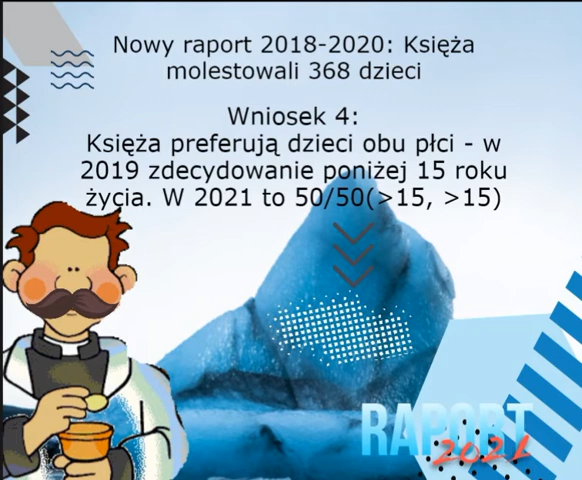 Nowy raport 2018-2020: Księża
molestowali 368 dzieci
Wniosek 4:
Księża preferują dzieci obu płci - w
2019 zdecydowanie poniżej 15 roku
życia. W 2021 to 50/50(>15, >15)
RAPORT
2021